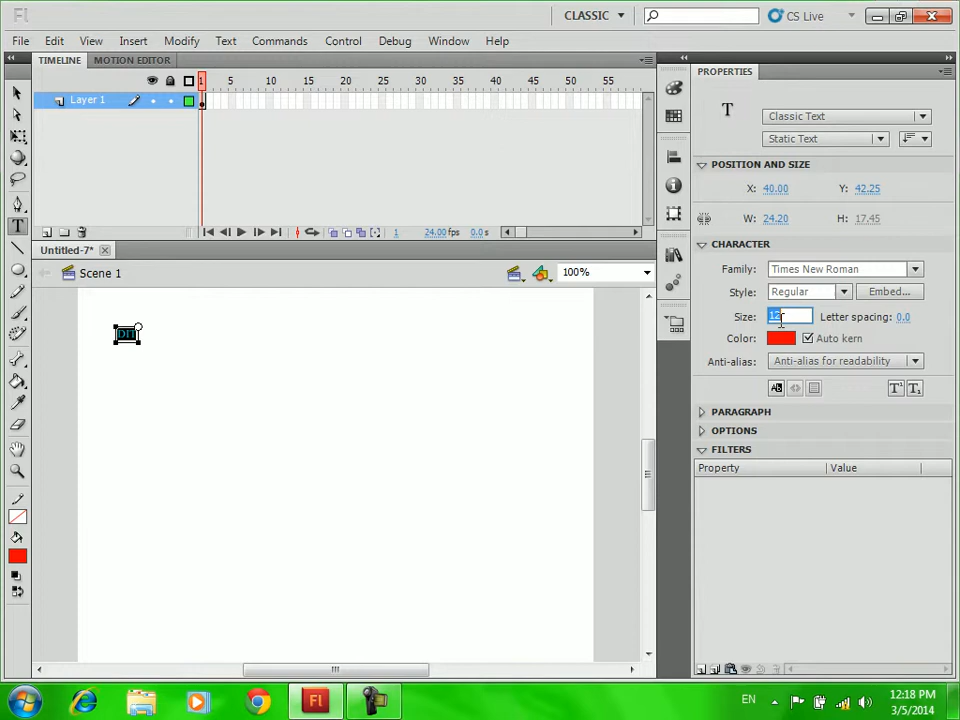 Fl CLASSIC CS Live
File Edit View Insert Modify Text Commands Control Debug Window Help
TIMELINE MOTION EDITOR
1 5 10 15 20 25 30 35 40 45 50 55
Layer 1
1 24.00 fps 0.0 s
Untitled-7*
Scene 1 100%
DIT
PROPERTIES
T Classic Text
Static Text
POSITION AND SIZE
X: 40.00 Y: 42.25
W: 24.20 H: 17.45
CHARACTER
Family: Times New Roman
Style: Regular Embed...
Size: 12 Letter spacing: 0.0
Color: Auto kern
Anti-alias: Anti-alias for readability
PARAGRAPH
OPTIONS
FILTERS
Property Value
Fl EN 12:18 PM
3/5/2014